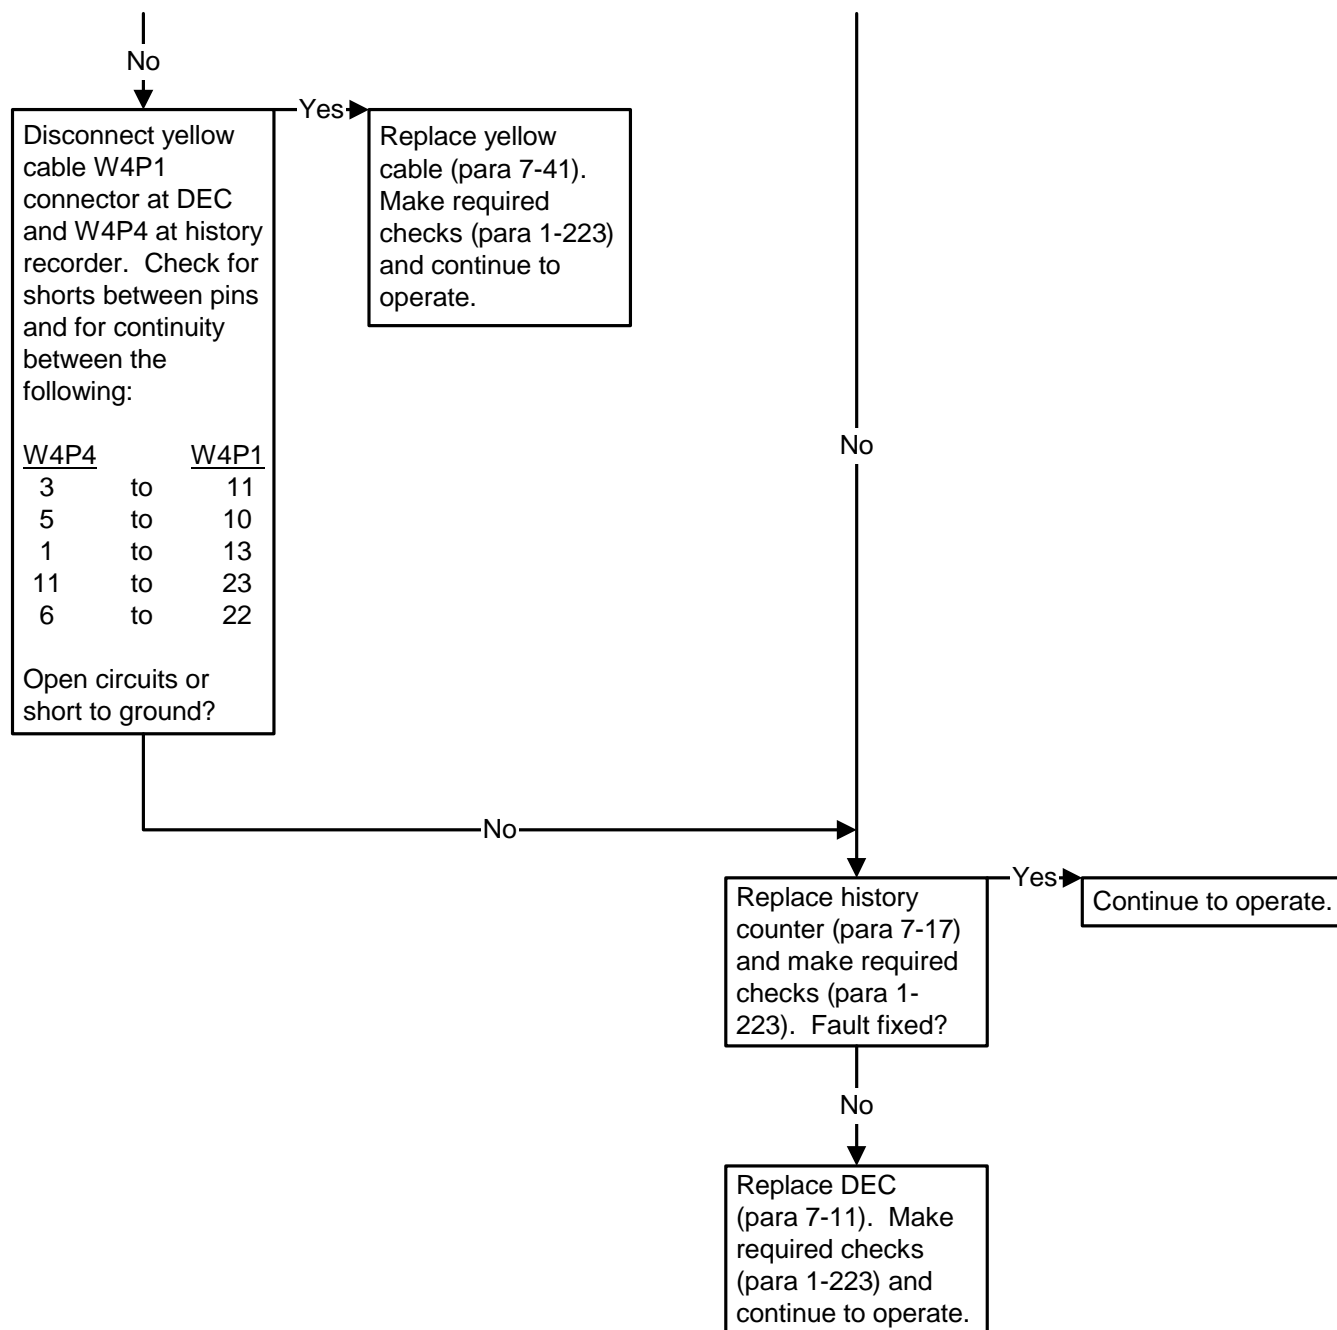 No
Disconnect yellow
cable W4P1
connector at DEC
and W4P4 at history
recorder.  Check for
shorts between pins
and for continuity
between the
following:
W4P4 W4P1
3 to 11
5 to 10
1 to 13
11 to 23
6 to 22
Open circuits or
short to ground?
Yes
Replace yellow
cable (para 7-41).
Make required
checks (para 1-223)
and continue to
operate.
No
No
Replace history
counter (para 7-17)
and make required
checks (para 1-
223).  Fault fixed?
Yes
Continue to operate.
No
Replace DEC
(para 7-11).  Make
required checks
(para 1-223) and
continue to operate.